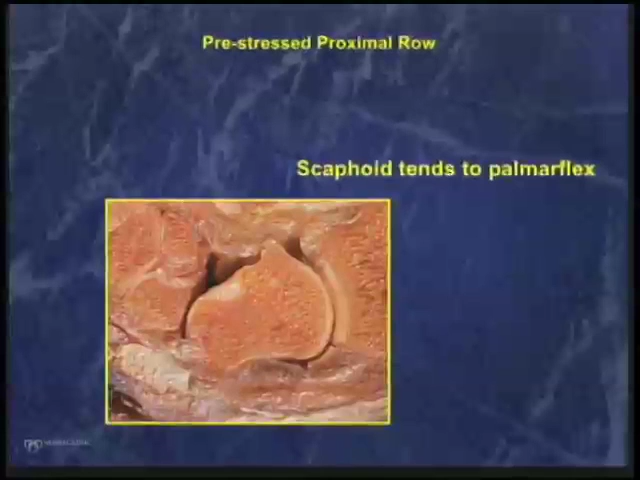 Pre-stressed Proximal Row
Scaphoid tends to palmarflex